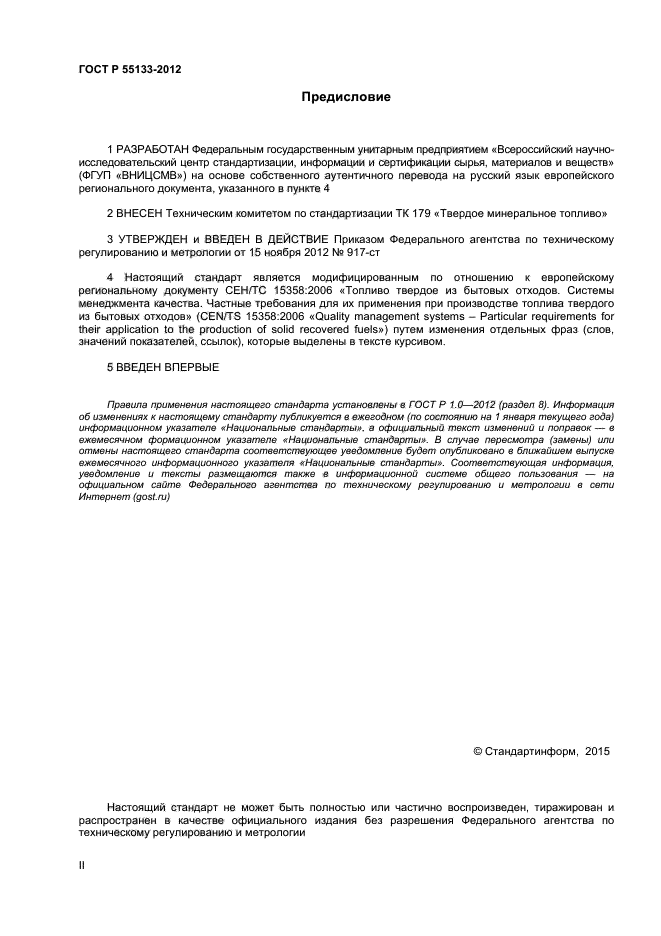 ГОСТ Р 55133-2012
Предисловие
1 РАЗРАБОТАН Федеральным государственным унитарным предприятием «Всероссийский научно-
исследовательский центр стандартизации, информации и сертификации сырья, материалов и веществ»
(ФГУП «ВНИЦСМВ») на основе собственного аутентичного перевода на русский язык европейского
регионального документа, указанного в пункте 4
2 ВНЕСЕН Техническим комитетом по стандартизации ТК 179 «Твердое минеральное топливо»
3 УТВЕРЖДЕН и ВВЕДЕН В ДЕЙСТВИЕ Приказом Федерального агентства по техническому
регулированию и метрологии от 15 ноября 2012 № 917-ст
4 Настоящий стандарт является модифицированным по отношению к европейскому
региональному документу СЕН/ТС 15358:2006 «Топливо твердое из бытовых отходов. Системы
менеджмента качества. Частные требования для их применения при производстве топлива твердого
из бытовых отходов» (CEN/TS 15358:2006 «Quality management systems – Particular requirements for
their application to the production of solid recovered fuels») путем изменения отдельных фраз (слов,
значений показателей, ссылок), которые выделены в тексте курсивом.
5 ВВЕДЕН ВПЕРВЫЕ
Правила применения настоящего стандарта установлены в ГОСТ Р 1.0—2012 (раздел 8). Информация
об изменениях к настоящему стандарту публикуется в ежегодном (по состоянию на 1 января текущего года)
информационном указателе «Национальные стандарты», а официальный текст изменений и поправок — в
ежемесячном формационном указателе «Национальные стандарты». В случае пересмотра (замены) или
отмены настоящего стандарта соответствующее уведомление будет опубликовано в ближайшем выпуске
ежемесячного информационного указателя «Национальные стандарты». Соответствующая информация,
уведомление и тексты размещаются также в информационной системе общего пользования — на
официальном сайте Федерального агентства по техническому регулированию и метрологии в сети
Интернет (gost.ru)
© Стандартинформ, 2015
Настоящий стандарт не может быть полностью или частично воспроизведен, тиражирован и
распространен в качестве официального издания без разрешения Федерального агентства по
техническому регулированию и метрологии
II